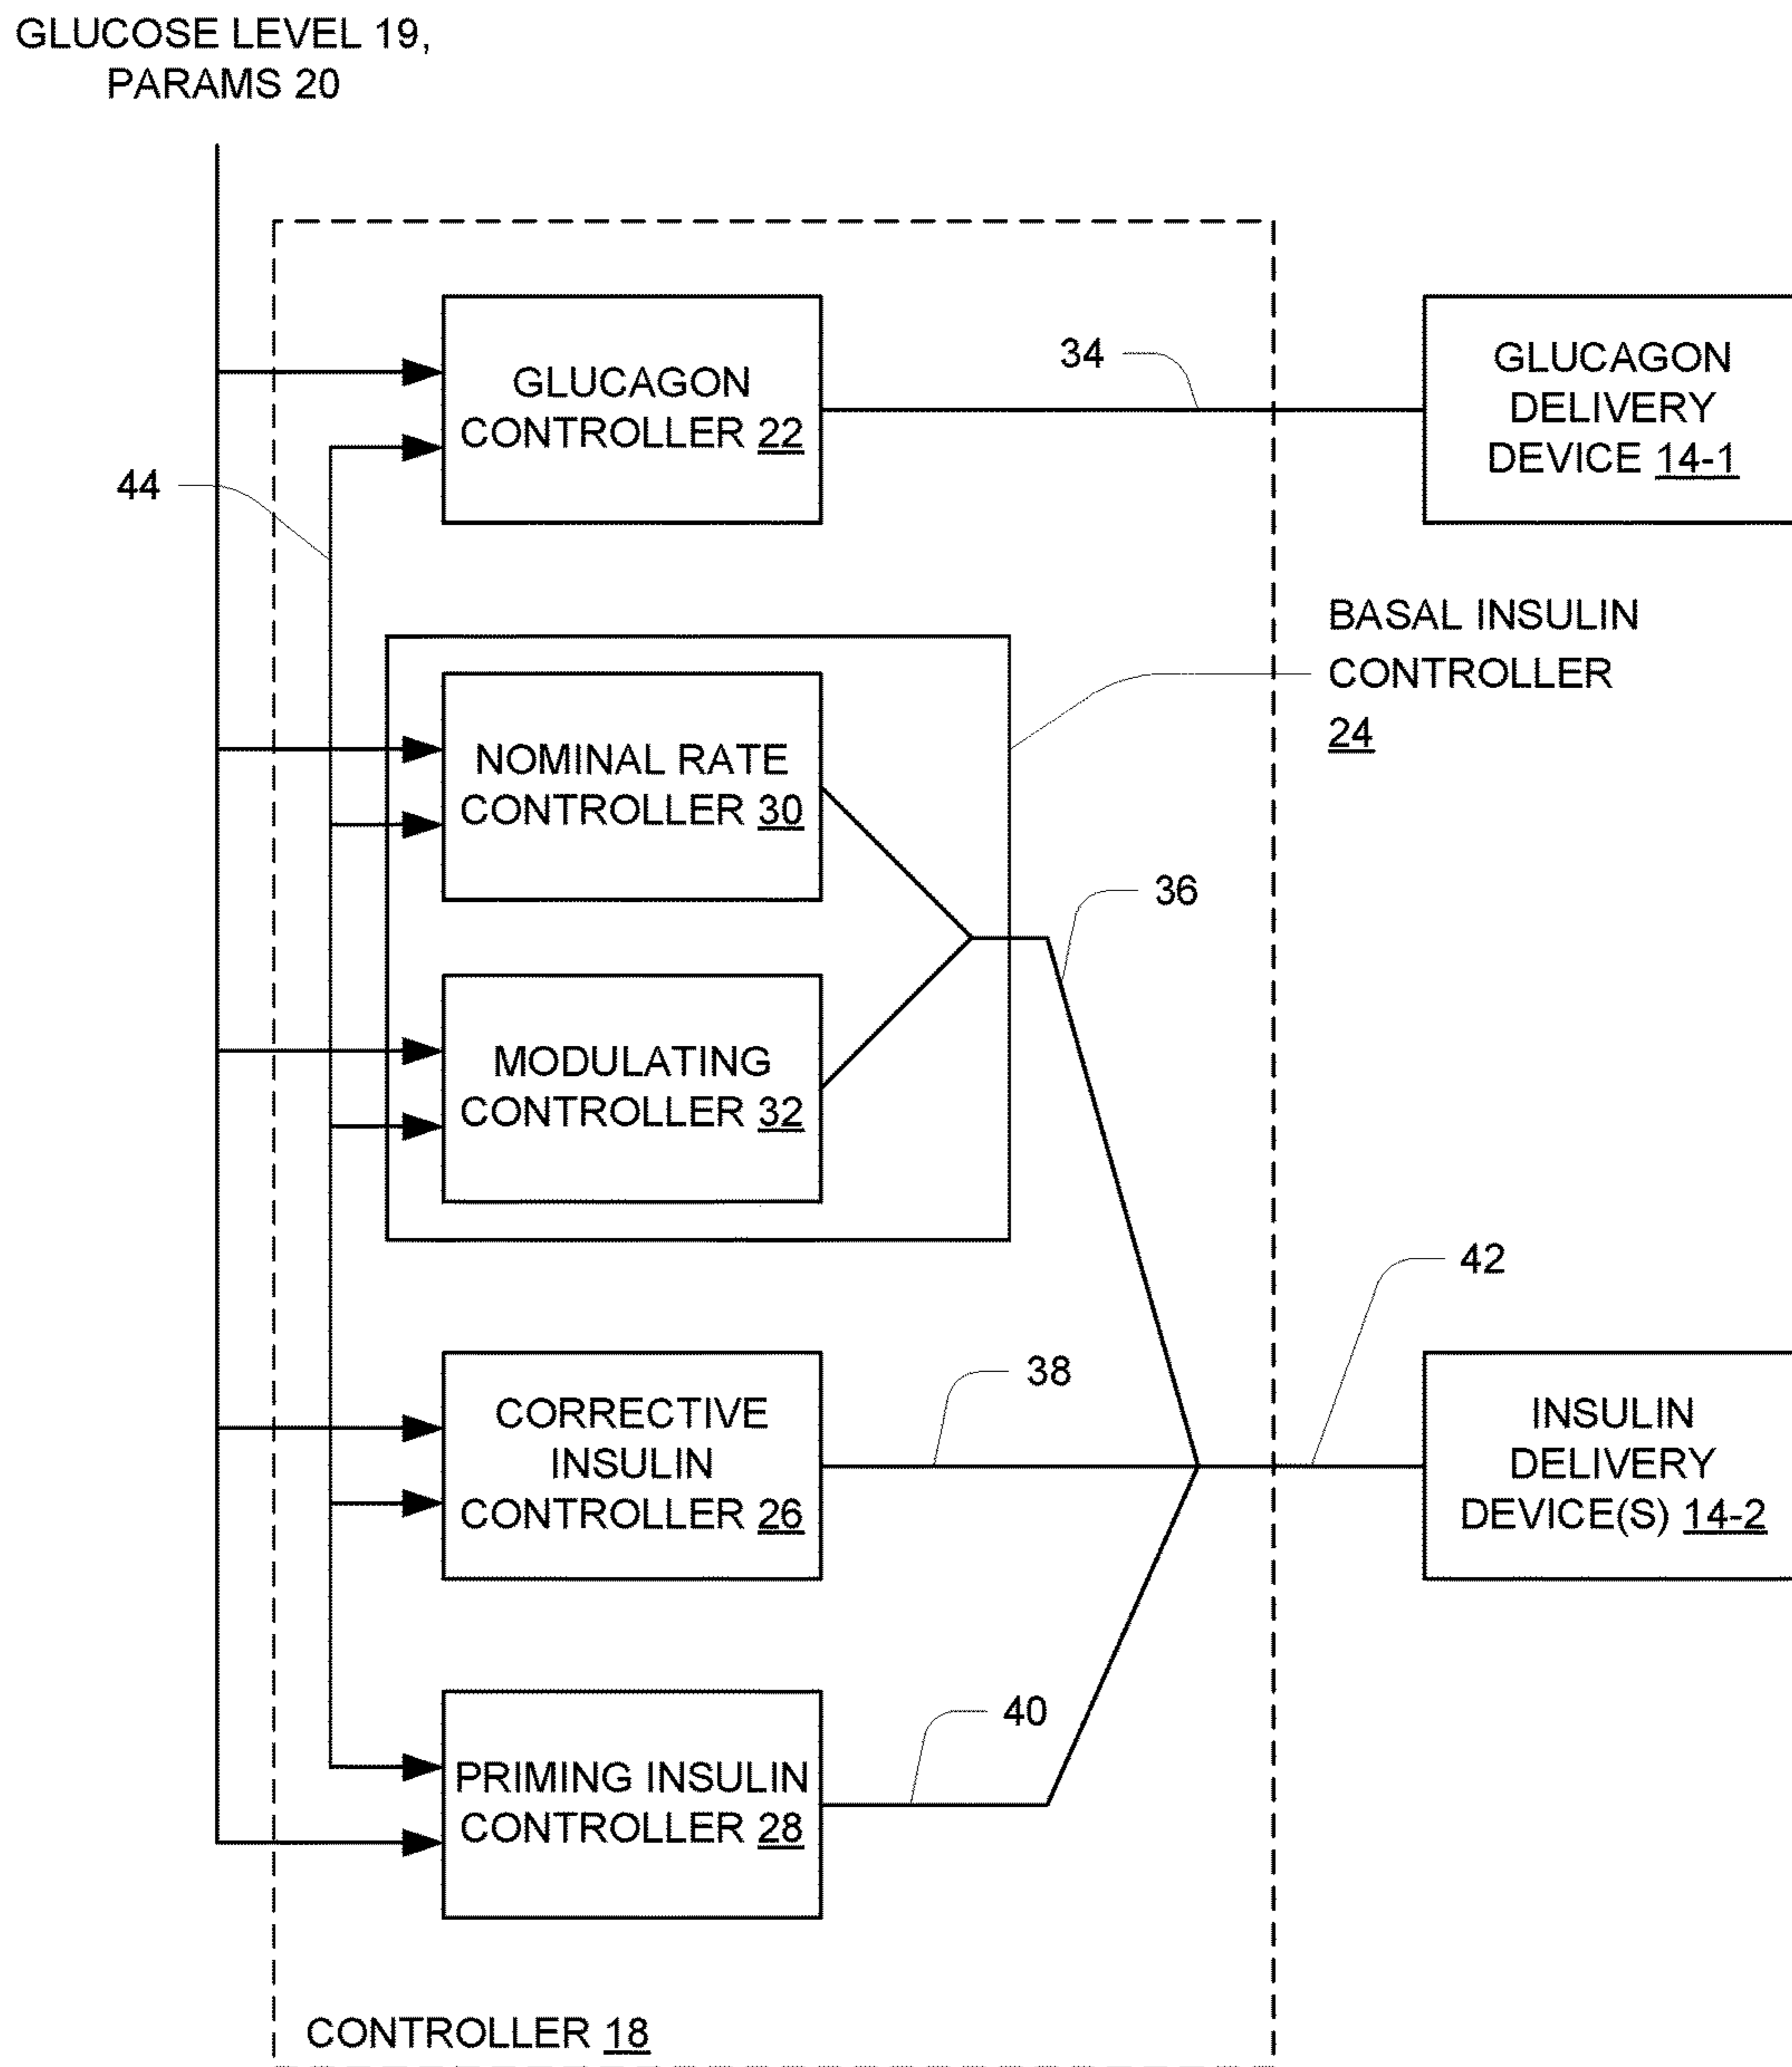 GLUCOSE LEVEL 19,
PARAMS 20
GLUCAGON
CONTROLLER 22
34
GLUCAGON
DELIVERY
DEVICE 14-1
44
BASAL INSULIN
CONTROLLER
24
NOMINAL RATE
CONTROLLER 30
36
MODULATING
CONTROLLER 32
42
CORRECTIVE
INSULIN
CONTROLLER 26
38
INSULIN
DELIVERY
DEVICE(S) 14-2
PRIMING INSULIN
CONTROLLER 28
40
CONTROLLER 18